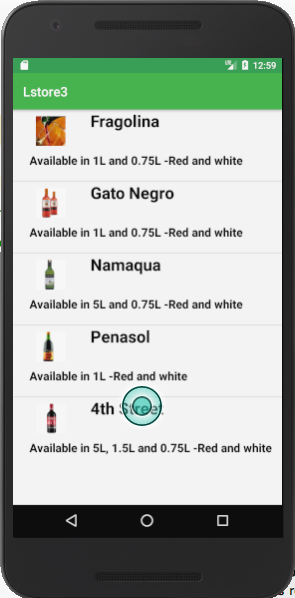 12:59
Lstore3
Fragolina
Available in 1L and 0.75L -Red and white
Gato Negro
Available in 1L and 0.75L -Red and white
Namaqua
Available in 5L and 0.75L -Red and white
Penasol
Available in 1L -Red and white
4th Street
Available in 5L, 1.5L and 0.75L -Red and white